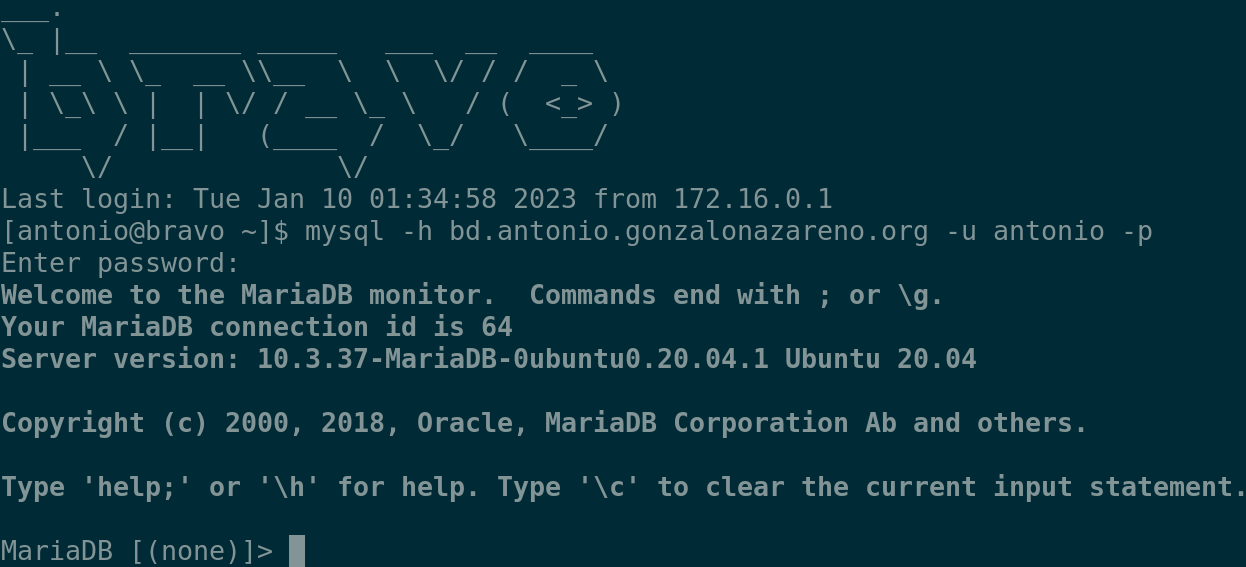 ___.
\_ |__  _______ _____   ___  __  ____
 | __ \ \_  __ \\__  \  \  \/ / /  _ \
 | \_\ \ |  | \/ / __ \_ \   / (  <_> )
 |___  / |__|   (____  /  \_/   \____/
     \/              \/
Last login: Tue Jan 10 01:34:58 2023 from 172.16.0.1
[antonio@bravo ~]$ mysql -h bd.antonio.gonzalonazareno.org -u antonio -p
Enter password:
Welcome to the MariaDB monitor.  Commands end with ; or \g.
Your MariaDB connection id is 64
Server version: 10.3.37-MariaDB-0ubuntu0.20.04.1 Ubuntu 20.04

Copyright (c) 2000, 2018, Oracle, MariaDB Corporation Ab and others.

Type 'help;' or '\h' for help. Type '\c' to clear the current input statement.

MariaDB [(none)]>